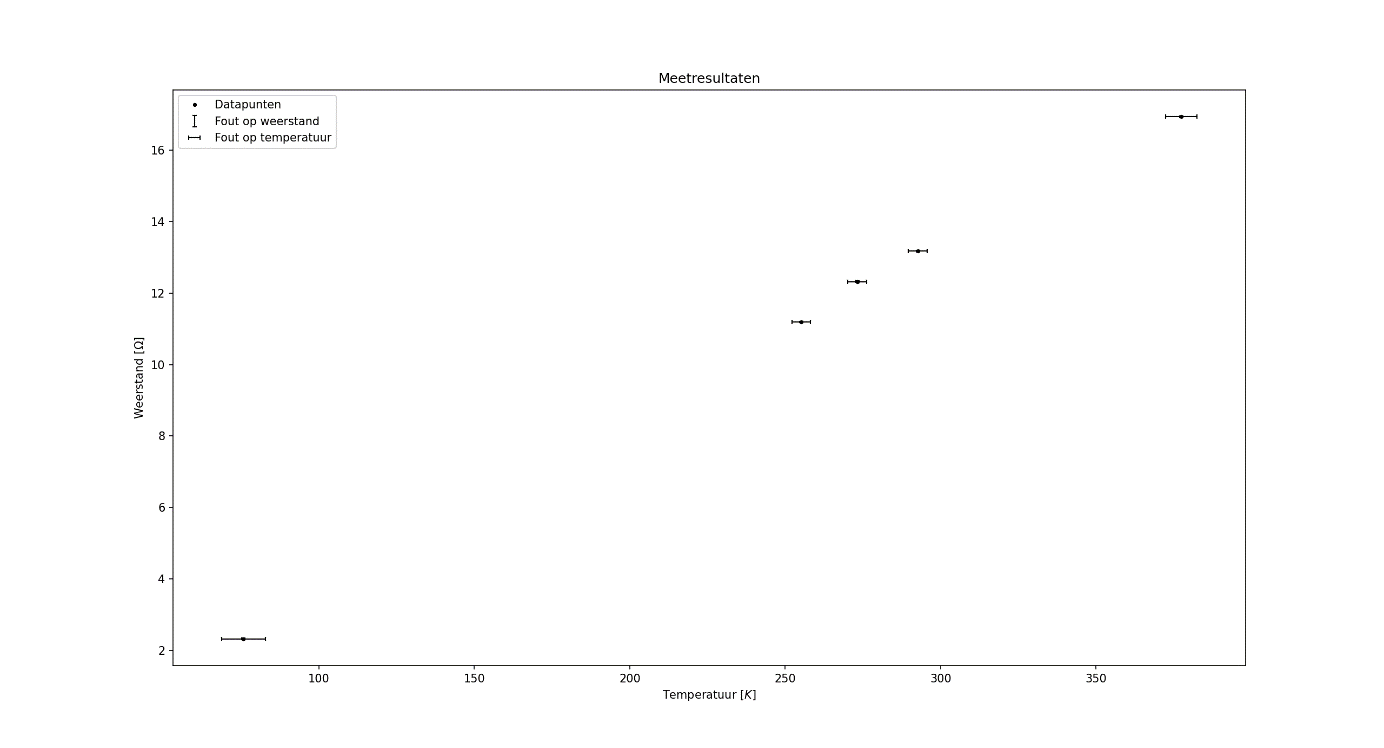 Meetresultaten
Datapunten
Fout op weerstand
Fout op temperatuur
16
14
12
10
8
6
4
2
Weerstand [Ω]
100 150 200 250 300 350
Temperatuur [K]